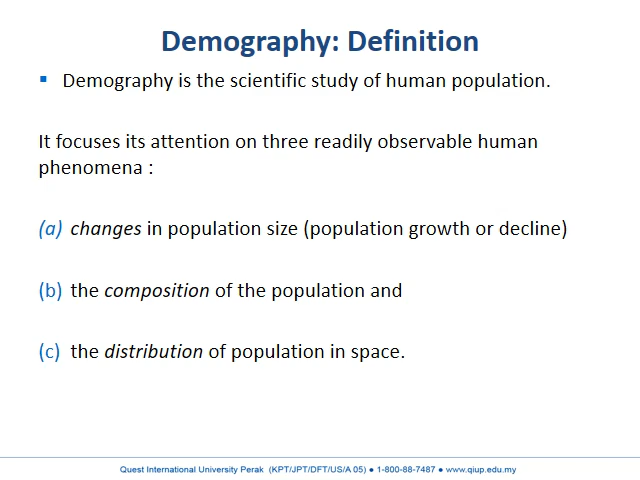 Demography: Definition
▪ Demography is the scientific study of human population.
It focuses its attention on three readily observable human
phenomena :
(a) changes in population size (population growth or decline)
(b) the composition of the population and
(c) the distribution of population in space.
Quest International University Perak (KPT/JPT/DFT/US/A 05) ● 1-800-88-7487 ● www.qiup.edu.my